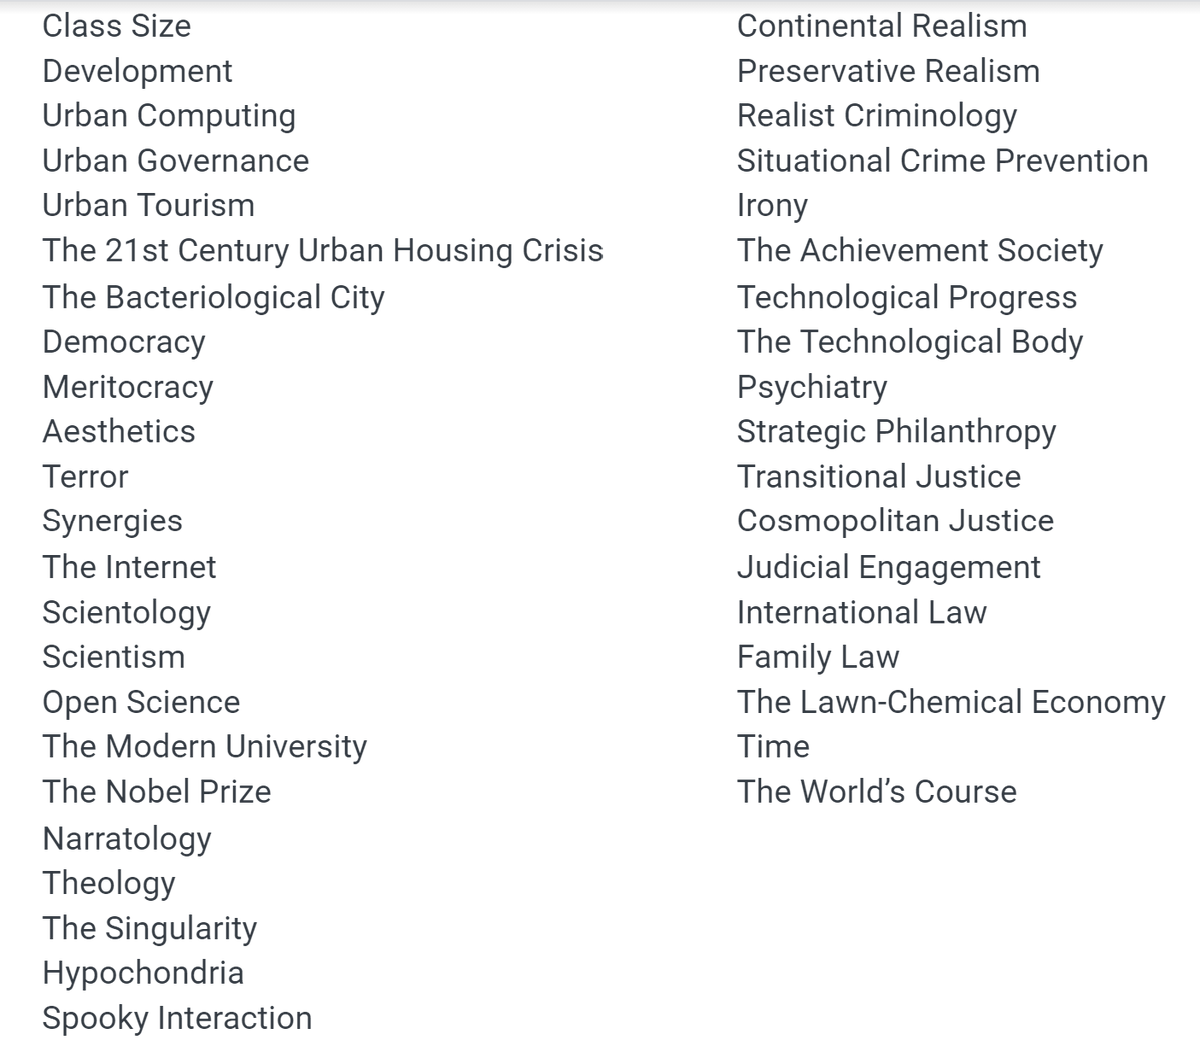 Class Size
Development
Urban Computing
Urban Governance
Urban Tourism
The 21st Century Urban Housing Crisis
The Bacteriological City
Democracy
Meritocracy
Aesthetics
Terror
Synergies
The Internet
Scientology
Scientism
Open Science
The Modern University
The Nobel Prize
Narratology
Theology
The Singularity
Hypochondria
Spooky Interaction
Continental Realism
Preservative Realism
Realist Criminology
Situational Crime Prevention
Irony
The Achievement Society
Technological Progress
The Technological Body
Psychiatry
Strategic Philanthropy
Transitional Justice
Cosmopolitan Justice
Judicial Engagement
International Law
Family Law
The Lawn-Chemical Economy
Time
The World’s Course